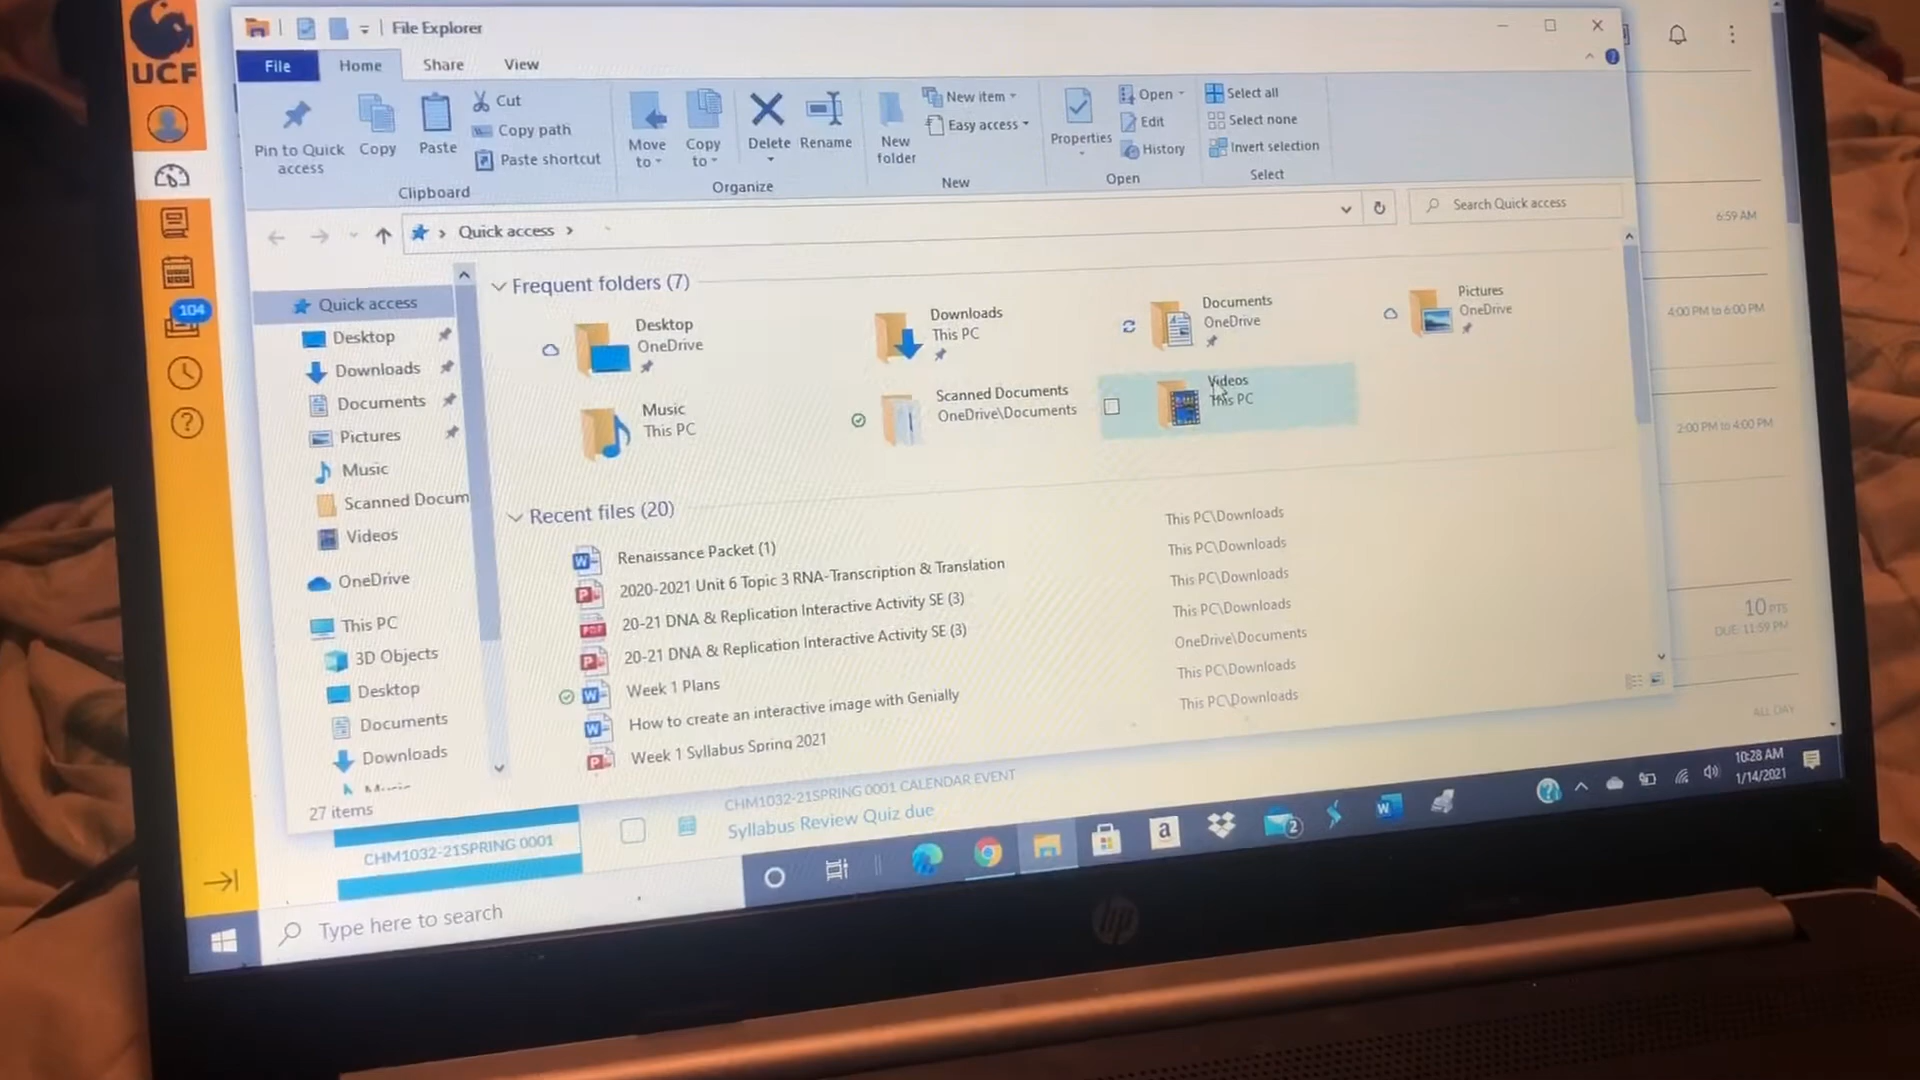 UCF
File Explorer
File Home Share View
Pin to Quick access
Copy
Paste
Cut
Copy path
Paste shortcut
Clipboard
Move to
Copy to
Delete
Rename
Organize
New folder
New item
Easy access
New
Properties
Open
Edit
History
Open
Select all
Select none
Invert selection
Select
Quick access
Search Quick access
104
Quick access
Desktop
Downloads
Documents
Pictures
Music
Scanned Docum
Videos
OneDrive
This PC
3D Objects
Desktop
Documents
Downloads
27 items
Frequent folders (7)
Desktop
OneDrive
Downloads
This PC
Documents
OneDrive
Pictures
OneDrive
Music
This PC
Scanned Documents
OneDrive\Documents
Videos
This PC
Recent files (20)
Renaissance Packet (1) This PC\Downloads
2020-2021 Unit 6 Topic 3 RNA-Transcription & Translation This PC\Downloads
20-21 DNA & Replication Interactive Activity SE (3) This PC\Downloads
20-21 DNA & Replication Interactive Activity SE (3) This PC\Downloads
Week 1 Plans OneDrive\Documents
How to create an interactive image with Genially This PC\Downloads
Week 1 Syllabus Spring 2021 This PC\Downloads
6:59 AM
4:00 PM to 6:00 PM
2:00 PM to 4:00 PM
10 PTS
DUE: 11:59 PM
ALL DAY
CHM1032-21SPRING 0001
CHM1032-21SPRING 0001 CALENDAR EVENT
Syllabus Review Quiz due
Type here to search
a
2
10:28 AM
1/14/2021
hp